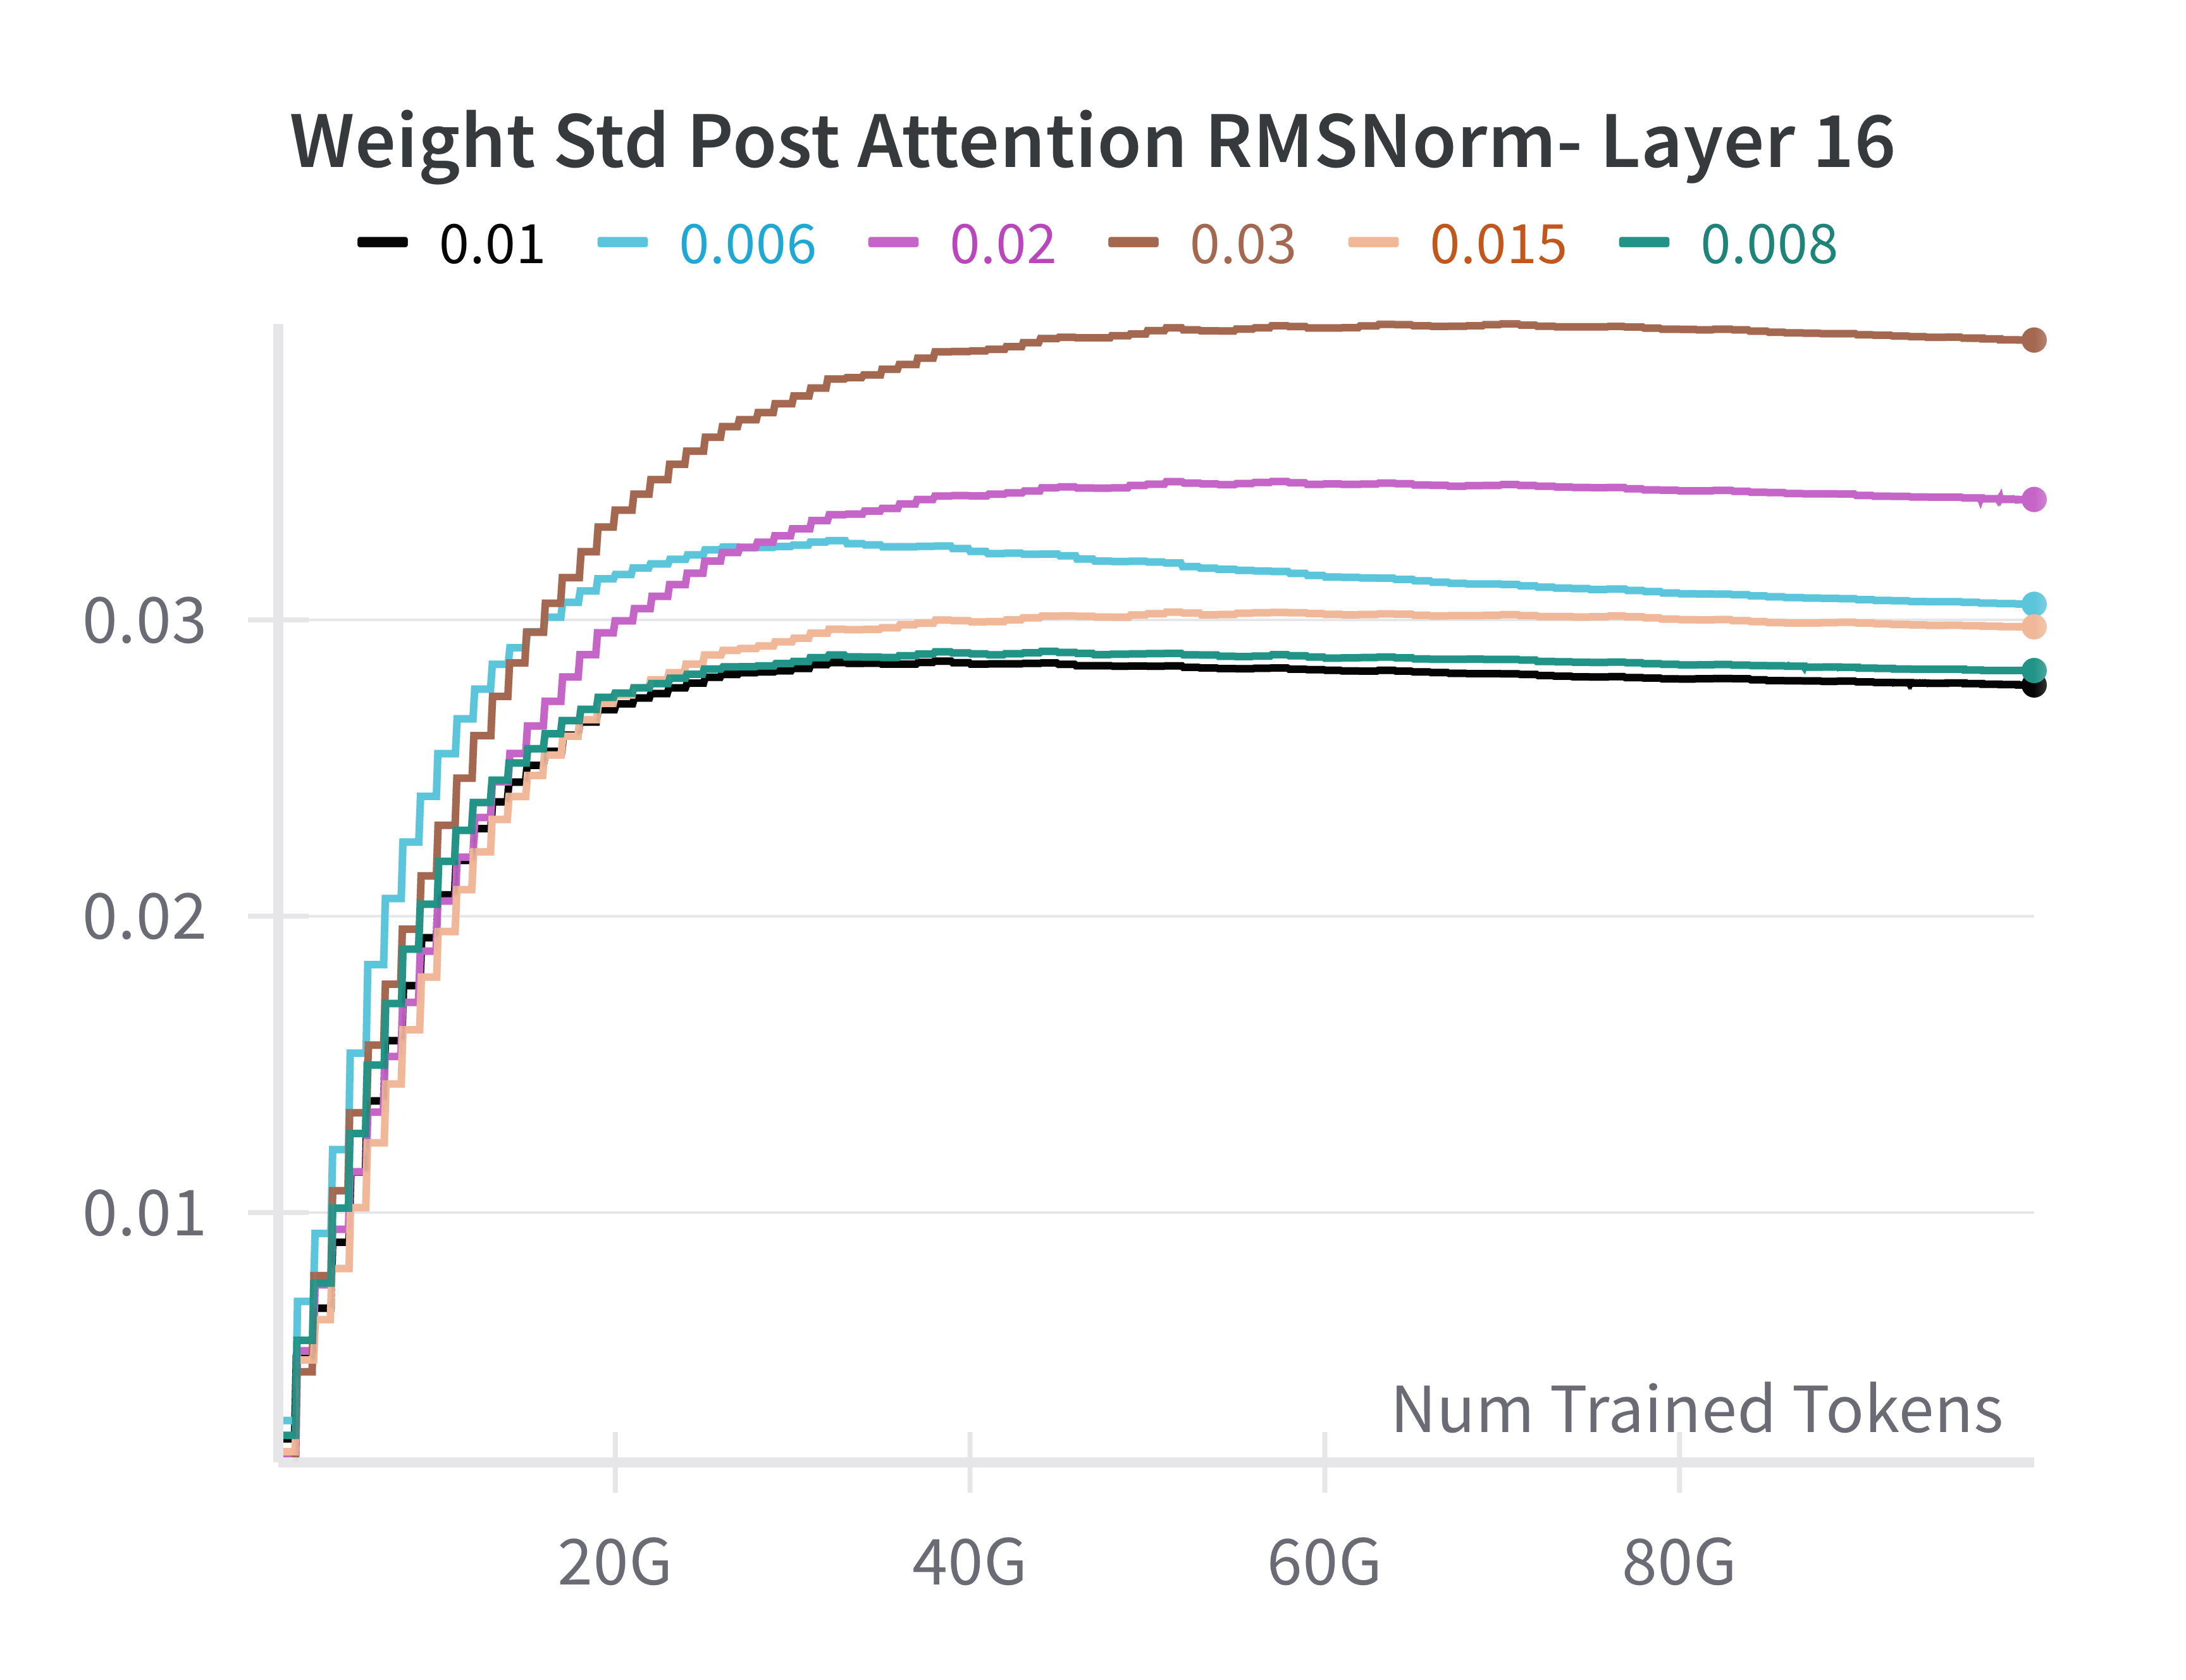 Weight Std Post Attention RMSNorm- Layer 16
0.01 0.006 0.02 0.03 0.015 0.008
0.03
0.02
0.01
Num Trained Tokens
20G 40G 60G 80G